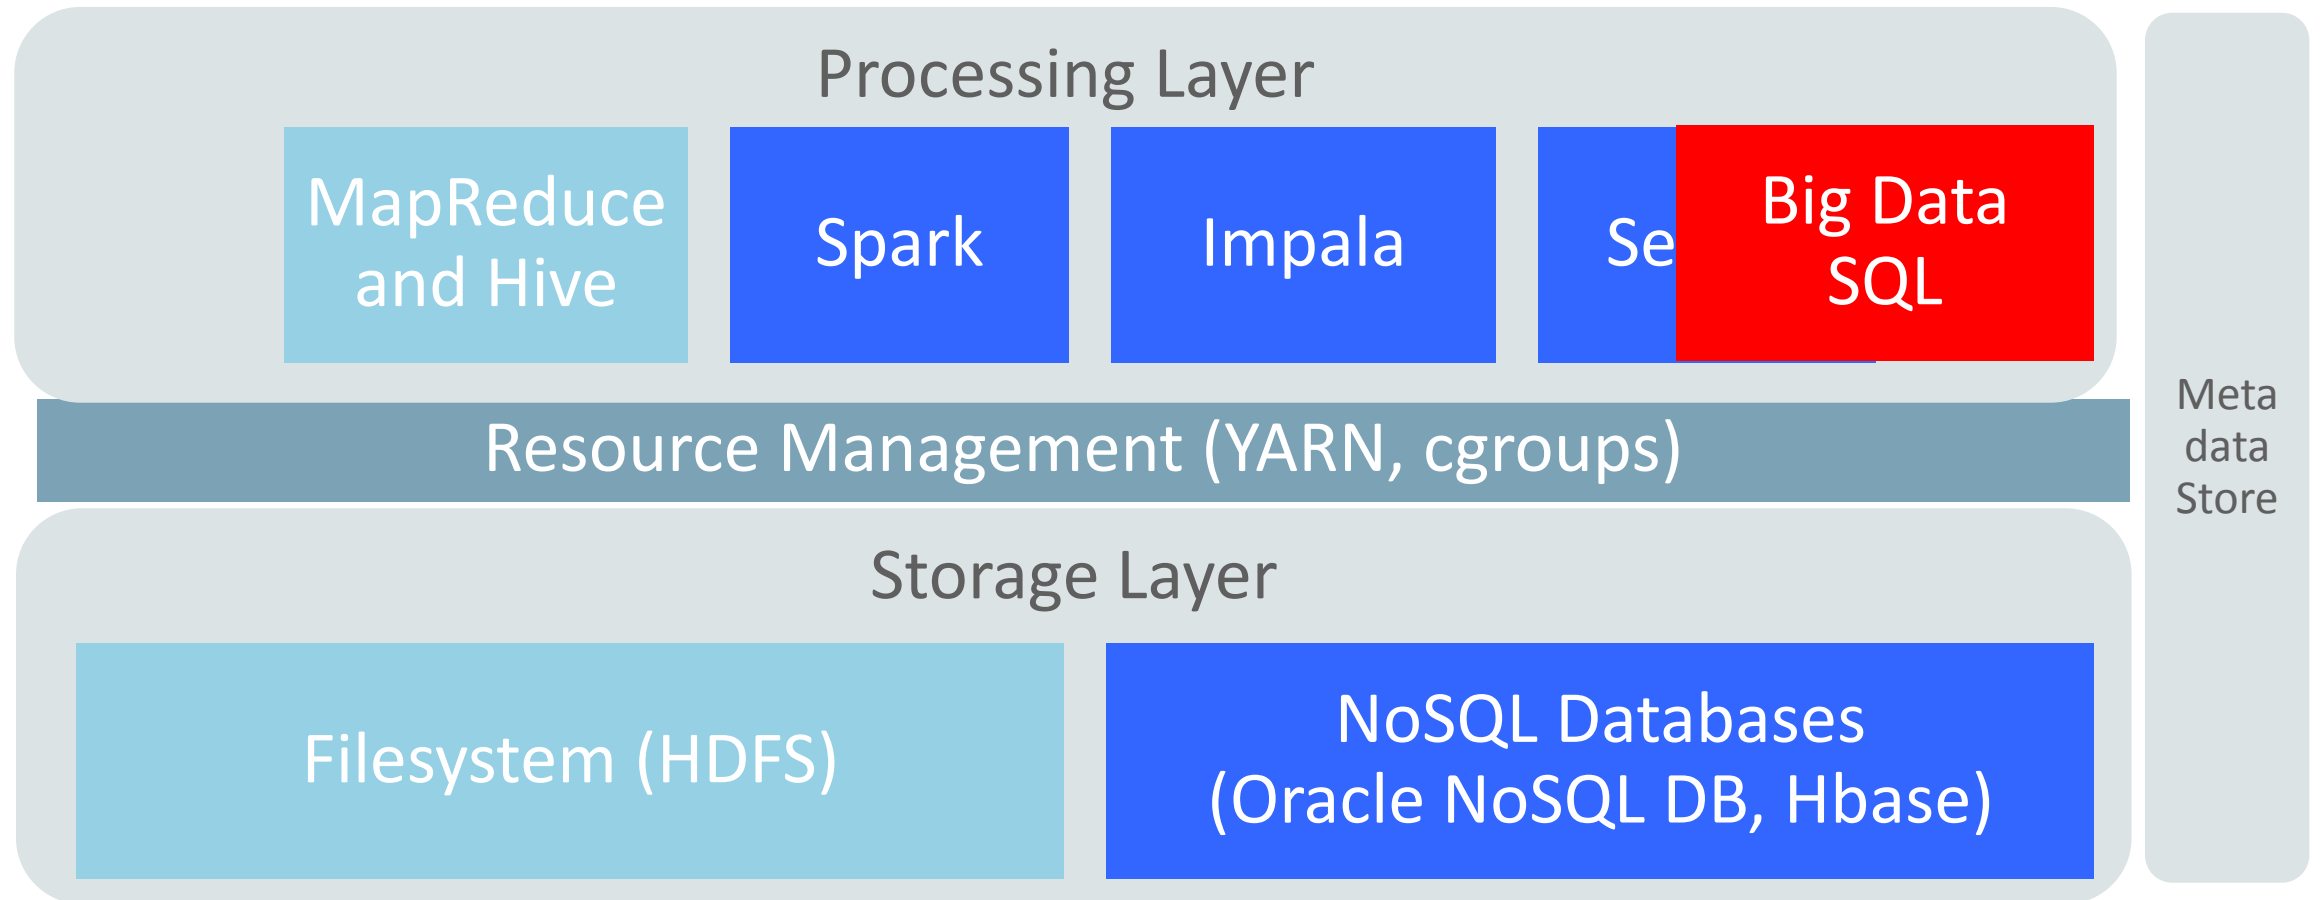 Processing Layer
MapReduce
and Hive
Spark
Impala
Big Data
SQL
Resource Management (YARN, cgroups)
Meta
data
Store
Storage Layer
Filesystem (HDFS)
NoSQL Databases
(Oracle NoSQL DB, Hbase)